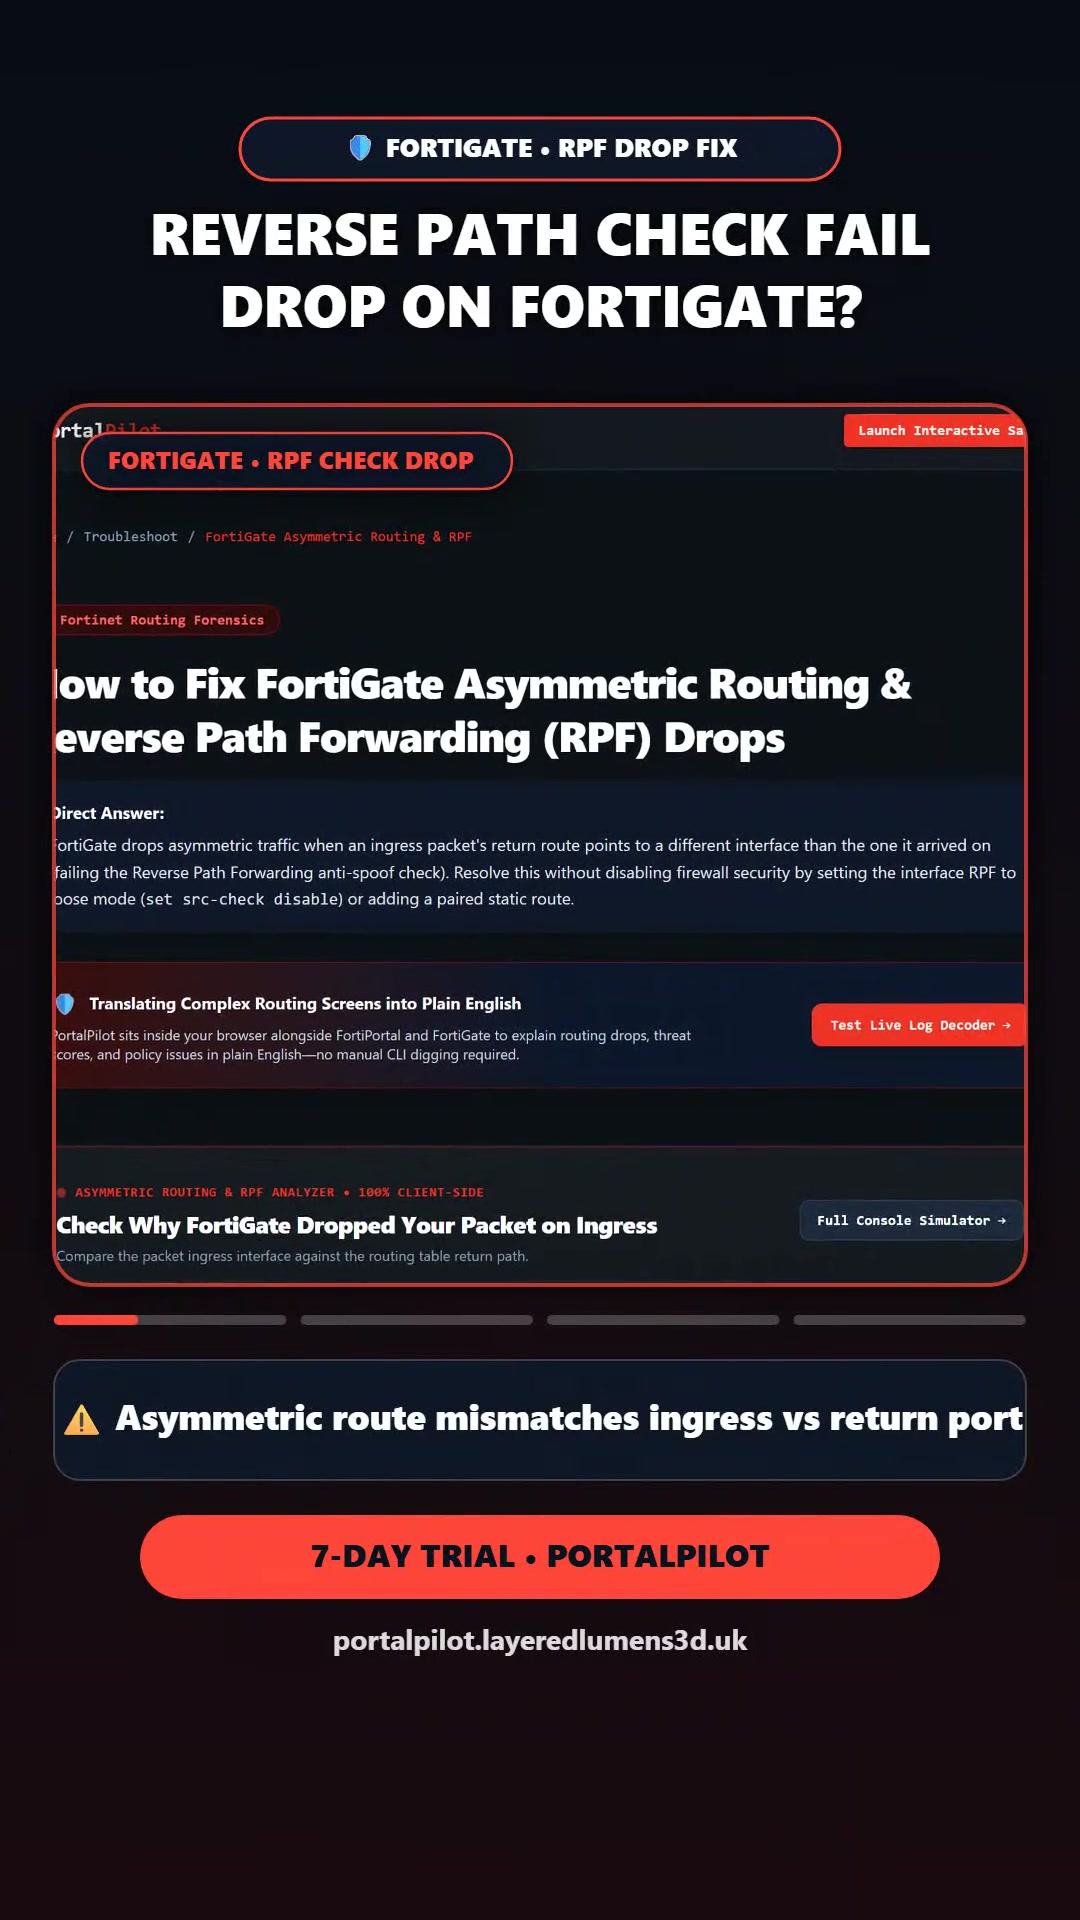 FORTIGATE • RPF DROP FIX
REVERSE PATH CHECK FAIL
DROP ON FORTIGATE?
ortalPilot
Launch Interactive Sa
FORTIGATE • RPF CHECK DROP
/ Troubleshoot / FortiGate Asymmetric Routing & RPF
Fortinet Routing Forensics
ow to Fix FortiGate Asymmetric Routing &
everse Path Forwarding (RPF) Drops
Direct Answer:
FortiGate drops asymmetric traffic when an ingress packet's return route points to a different interface than the one it arrived on
failing the Reverse Path Forwarding anti-spoof check). Resolve this without disabling firewall security by setting the interface RPF to
oose mode (set src-check disable) or adding a paired static route.
Translating Complex Routing Screens into Plain English
PortalPilot sits inside your browser alongside FortiPortal and FortiGate to explain routing drops, threat
scores, and policy issues in plain English—no manual CLI digging required.
Test Live Log Decoder →
ASYMMETRIC ROUTING & RPF ANALYZER • 100% CLIENT-SIDE
Check Why FortiGate Dropped Your Packet on Ingress
Compare the packet ingress interface against the routing table return path.
Full Console Simulator →
Asymmetric route mismatches ingress vs return port
7-DAY TRIAL • PORTALPILOT
portalpilot.layeredlumens3d.uk